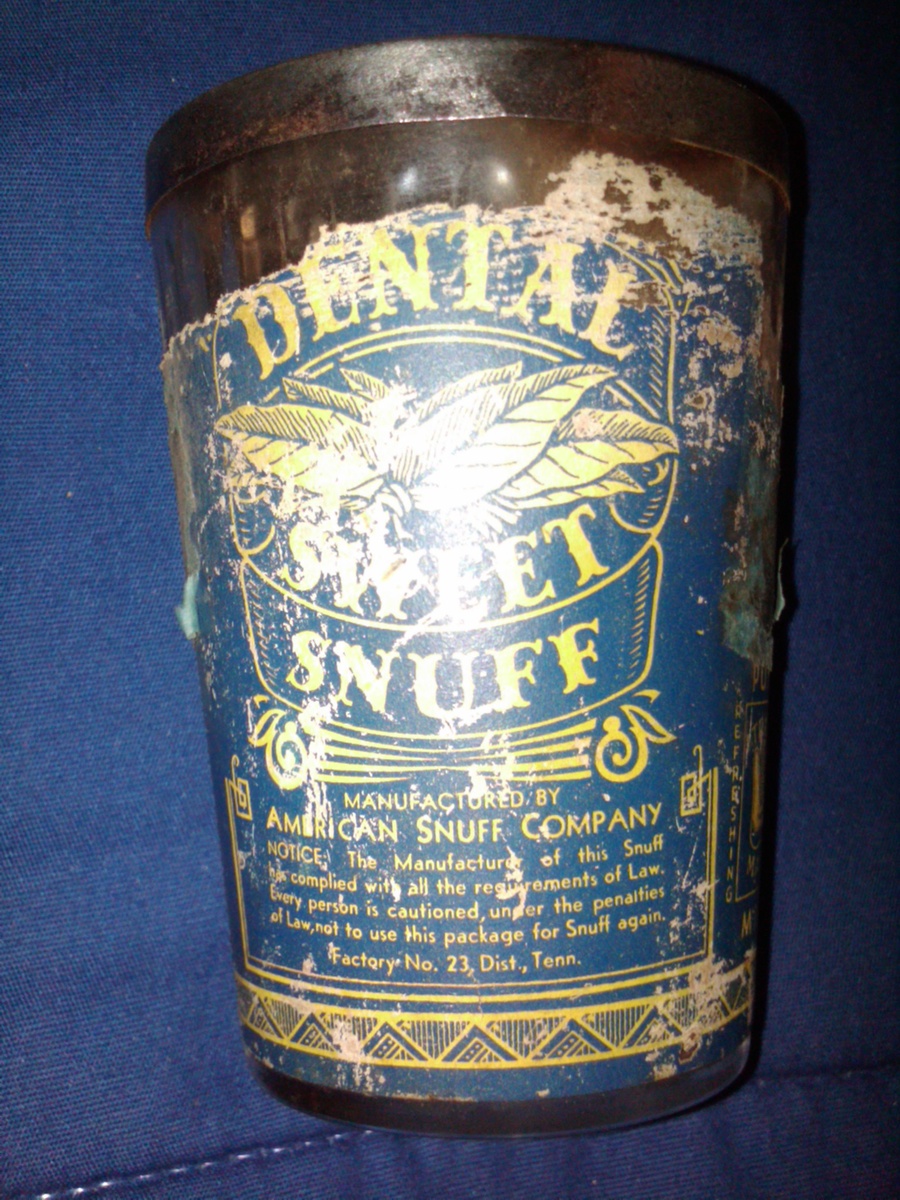 DENTAL
SWEET
SNUFF
MANUFACTURED BY
AMERICAN SNUFF COMPANY
NOTICE, The Manufacturer of this Snuff
has complied with all the requirements of Law.
Every person is cautioned, under the penalties
of Law, not to use this package for Snuff again.
Factory No. 23, Dist., Tenn.
REFRESHING